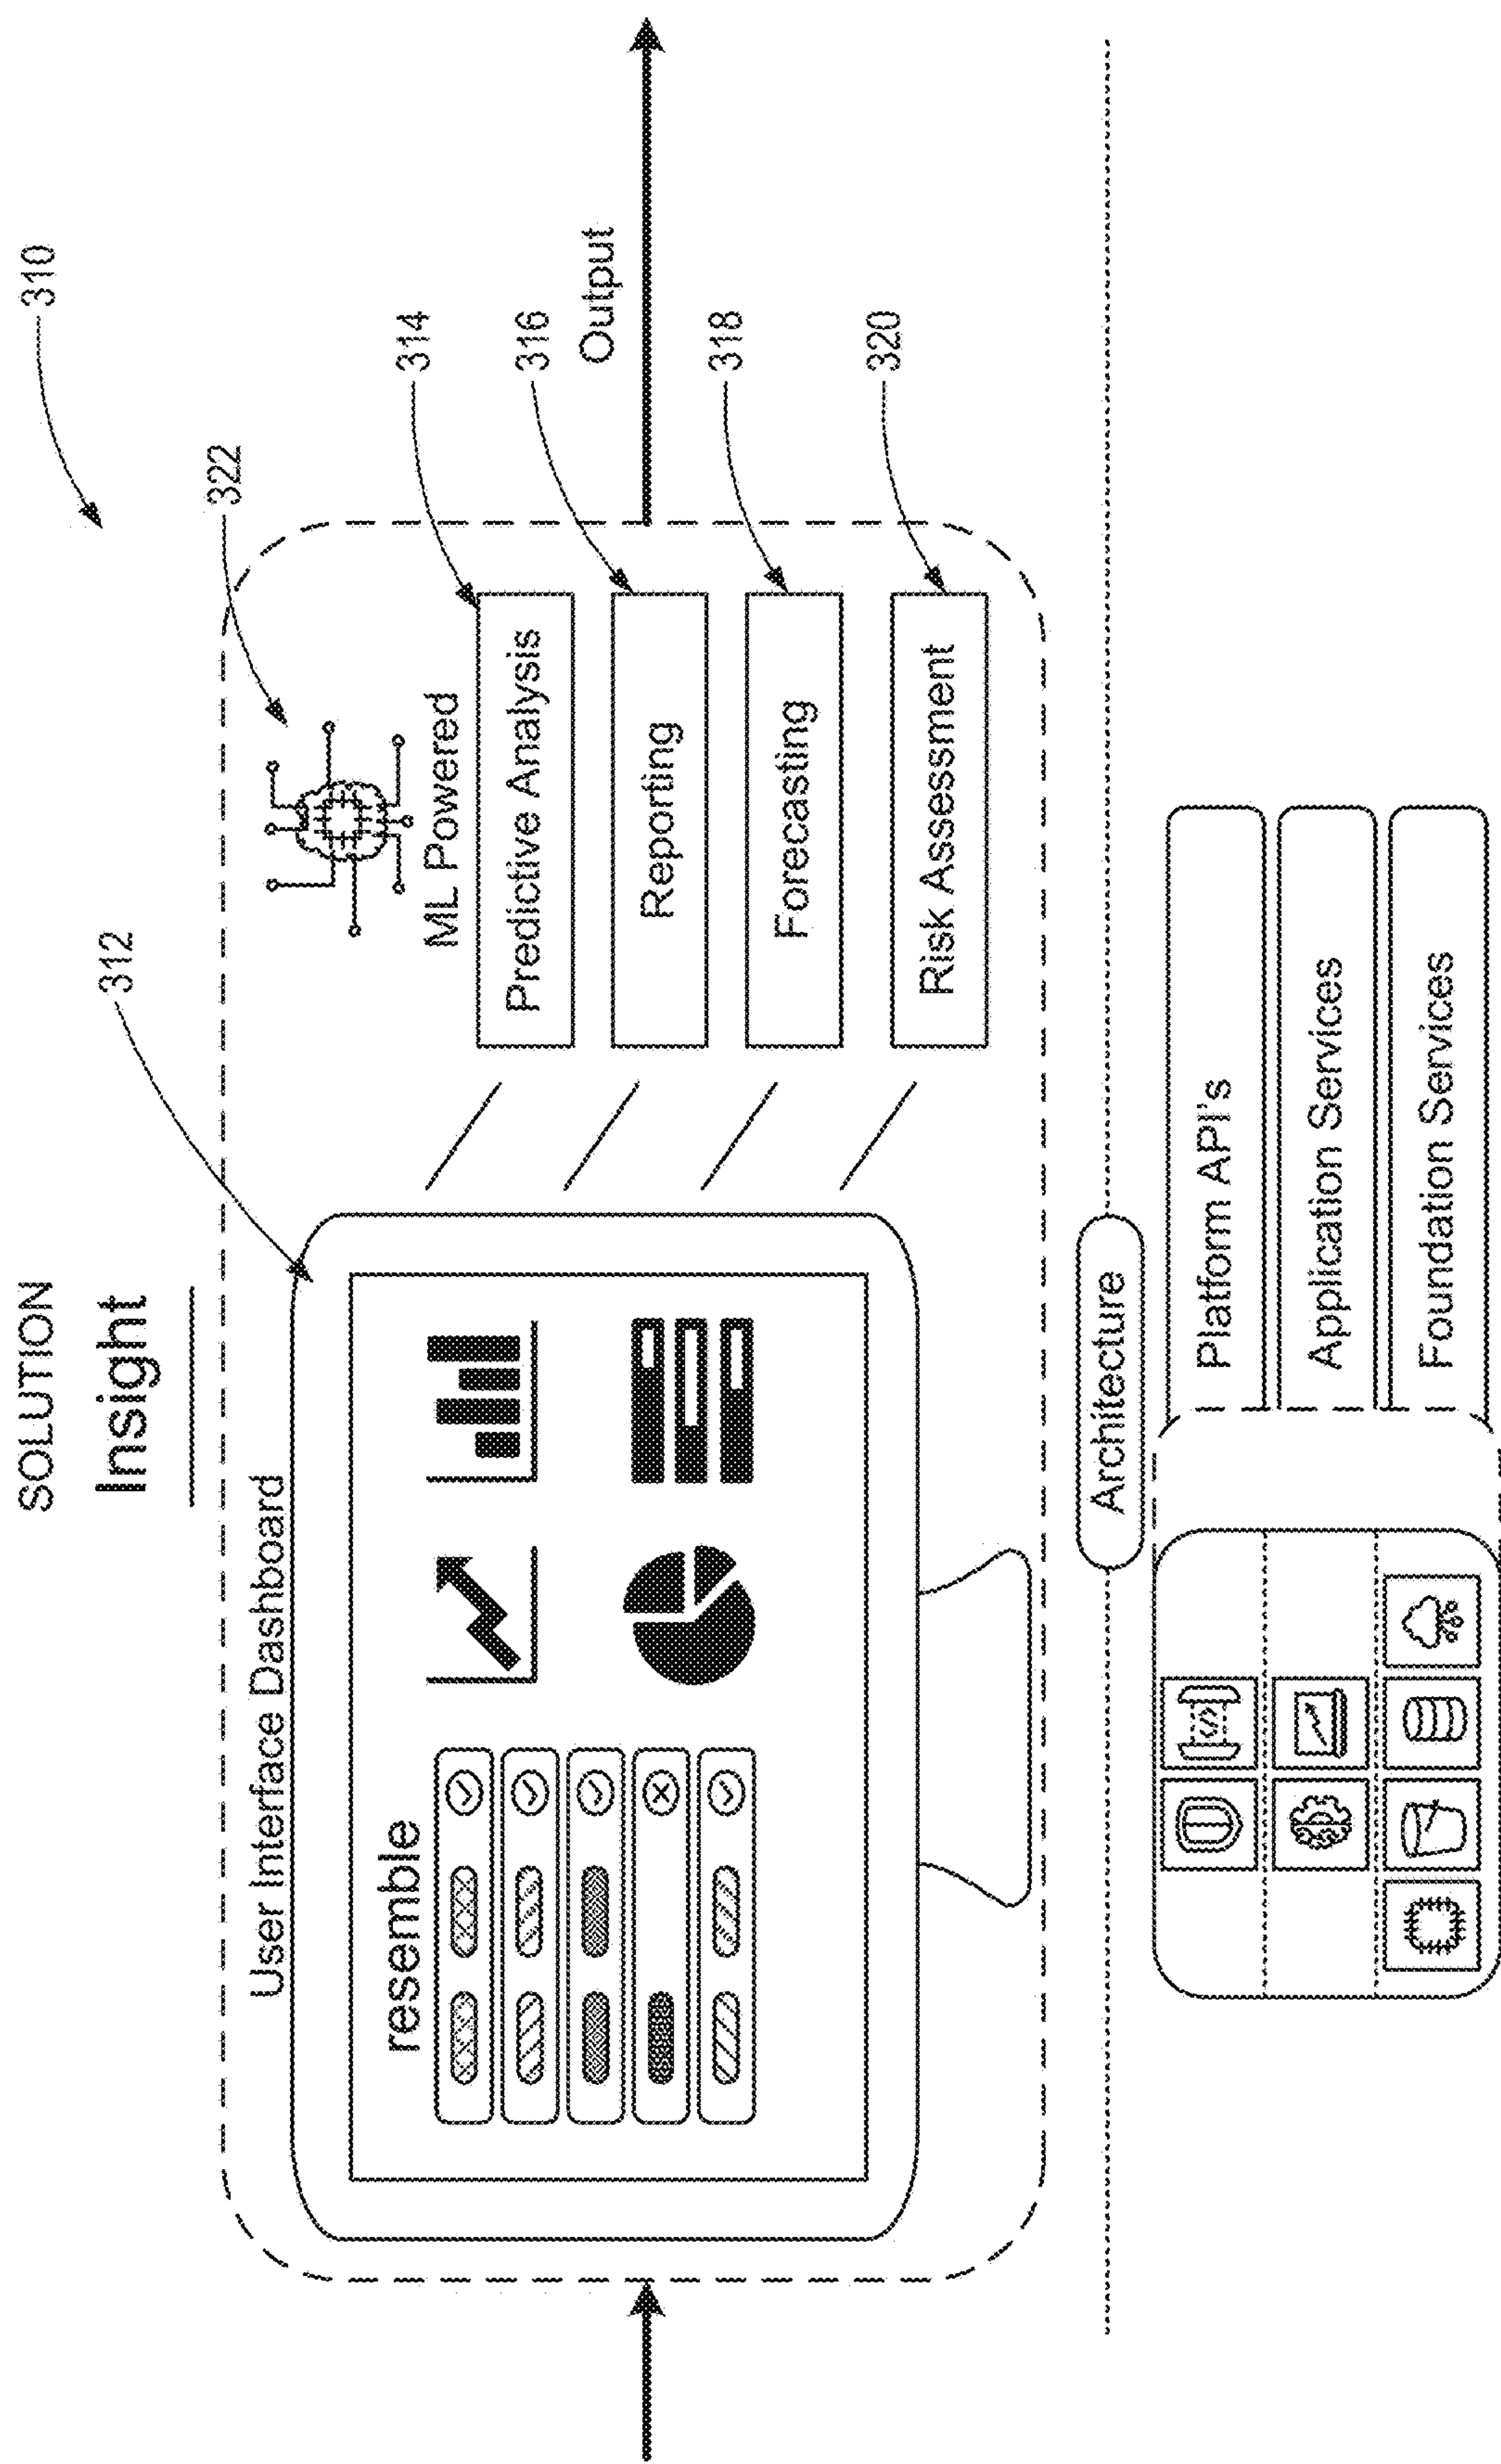 SOLUTION
Insight
310
312
322
User Interface Dashboard
resemble
ML Powered
314
Predictive Analysis
316
Reporting
Output
318
Forecasting
320
Risk Assessment
Architecture
Platform API's
Application Services
Foundation Services